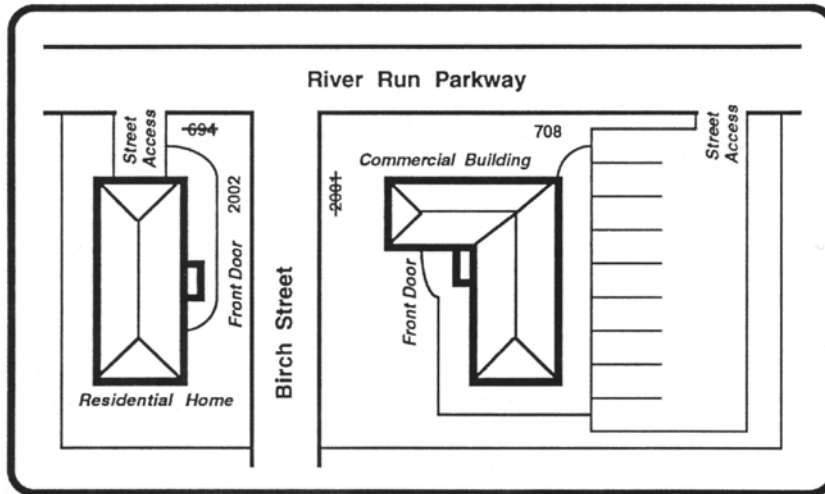 River Run Parkway
Street
Access
694
2002
Front Door
Residential Home
Birch Street
2001
708
Commercial Building
Front Door
Street
Access